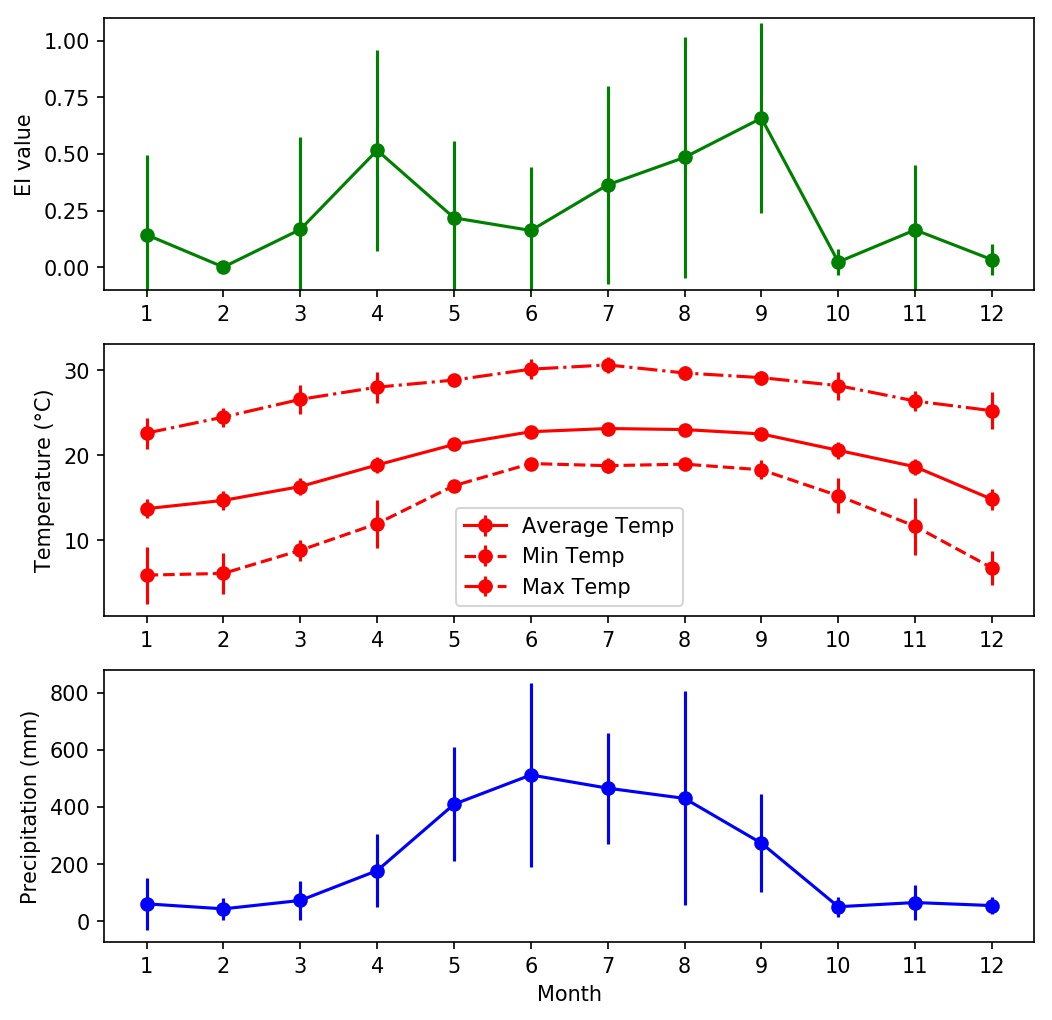 1.00
0.75
0.50
0.25
0.00
EI value
1 2 3 4 5 6 7 8 9 10 11 12
30
20
10
Temperature (°C)
Average Temp
Min Temp
Max Temp
1 2 3 4 5 6 7 8 9 10 11 12
800
600
400
200
0
Precipitation (mm)
1 2 3 4 5 6 7 8 9 10 11 12
Month